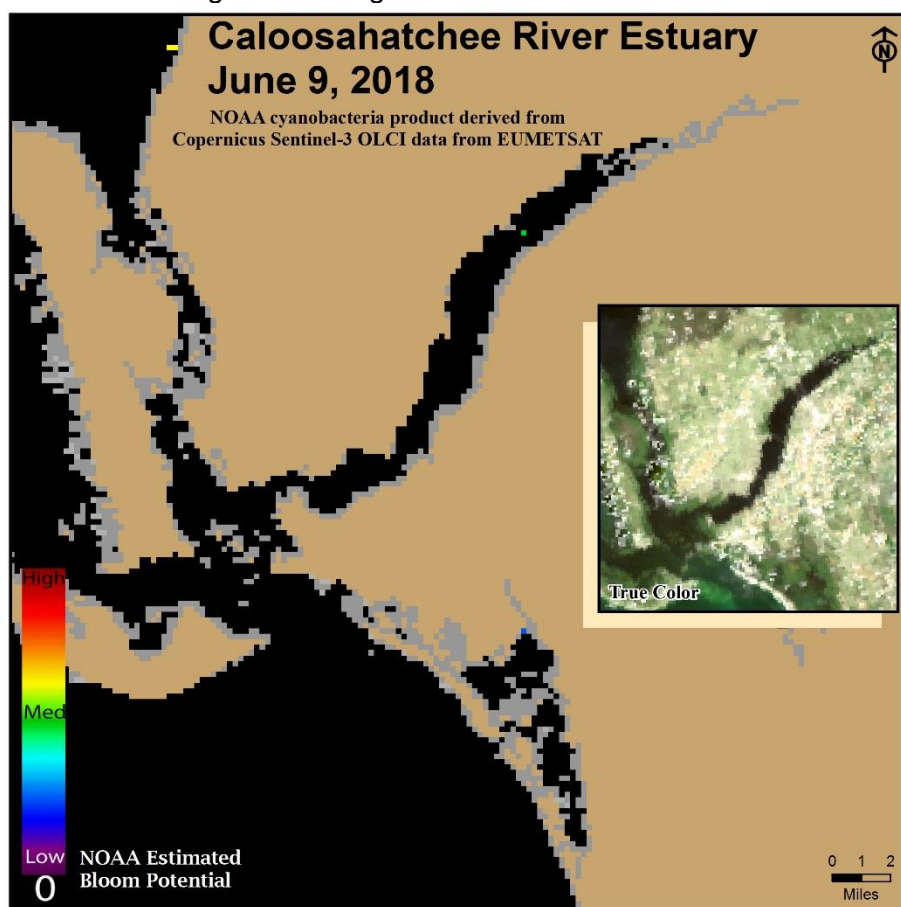 Caloosahatchee River Estuary
June 9, 2018
NOAA cyanobacteria product derived from
Copernicus Sentinel-3 OLCI data from EUMETSAT
N
True Color
High
Med
Low
0
NOAA Estimated
Bloom Potential
0 1 2
Miles